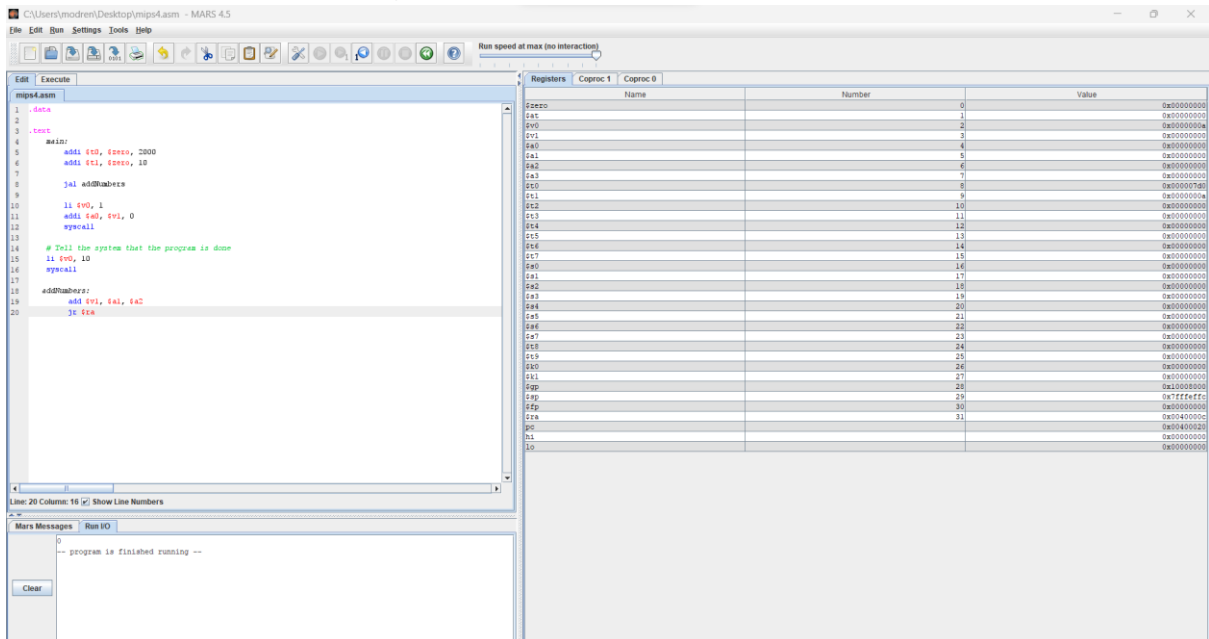 C:\Users\modren\Desktop\mips4.asm - MARS 4.5
File Edit Run Settings Tools Help
Run speed at max (no interaction)
Edit Execute
mips4.asm
1 .data
2
3 .text
4 main:
5 addi $t0, $zero, 2000
6 addi $t1, $zero, 10
7
8 jal addNumbers
9
10 li $v0, 1
11 addi $a0, $v1, 0
12 syscall
13
14 # Tell the system that the program is done
15 li $v0, 10
16 syscall
17
18 addNumbers:
19 add $v1, $a1, $a2
20 jr $ra
Line: 20 Column: 16 Show Line Numbers
Mars Messages Run I/O
0
-- program is finished running --
Clear
Registers Coproc 1 Coproc 0
Name Number Value
$zero 0 0x00000000
$at 1 0x00000000
$v0 2 0x0000000a
$v1 3 0x00000000
$a0 4 0x00000000
$a1 5 0x00000000
$a2 6 0x00000000
$a3 7 0x00000000
$t0 8 0x000007d0
$t1 9 0x0000000a
$t2 10 0x00000000
$t3 11 0x00000000
$t4 12 0x00000000
$t5 13 0x00000000
$t6 14 0x00000000
$t7 15 0x00000000
$s0 16 0x00000000
$s1 17 0x00000000
$s2 18 0x00000000
$s3 19 0x00000000
$s4 20 0x00000000
$s5 21 0x00000000
$s6 22 0x00000000
$s7 23 0x00000000
$t8 24 0x00000000
$t9 25 0x00000000
$k0 26 0x00000000
$k1 27 0x00000000
$gp 28 0x10008000
$sp 29 0x7fffeffc
$fp 30 0x00000000
$ra 31 0x0040000c
pc 0x00400020
hi 0x00000000
lo 0x00000000